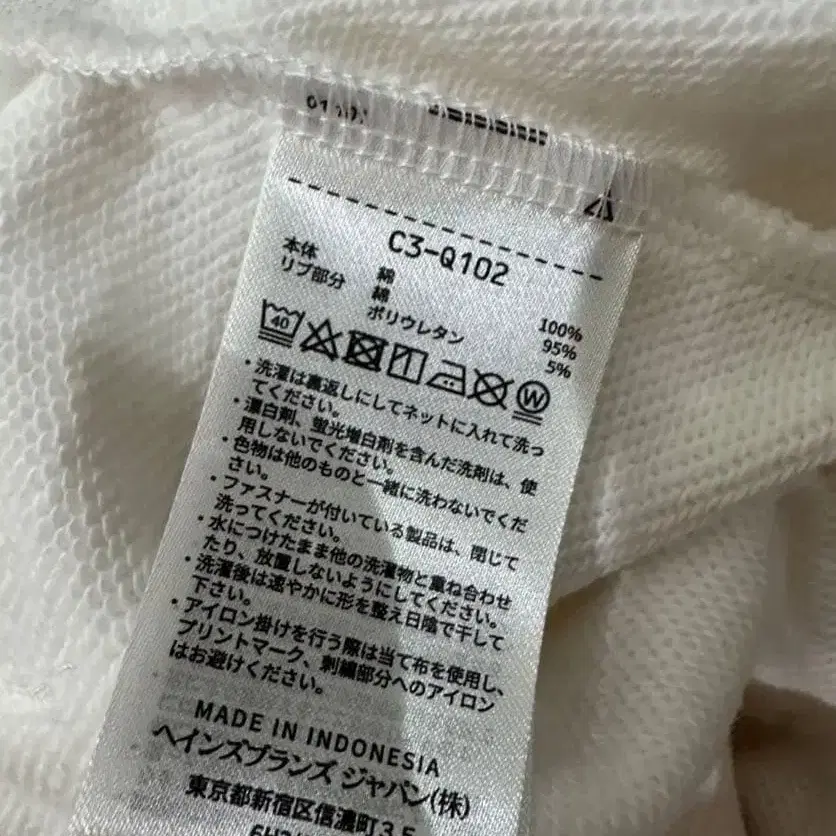 C3-Q102
本体 綿 100%
リブ部分 綿 95%
ポリウレタン 5%
40
W
・洗濯は裏返しにしてネットに入れて洗っ
てください。
・漂白剤、蛍光増白剤を含んだ洗剤は、使
用しないでください。
・色物は他のものと一緒に洗わないでくだ
さい。
・ファスナーが付いている製品は、閉じて
洗ってください。
・水につけたまま他の洗濯物と重ね合わせ
たり、放置しないようにしてください。
・洗濯後は速やかに形を整え日陰で干して
下さい。
・アイロン掛けを行う際は当て布を使用し、
プリントマーク、刺繍部分へのアイロン
はお避けください。
MADE IN INDONESIA
ヘインズブランズ ジャパン(株)
東京都新宿区信濃町35